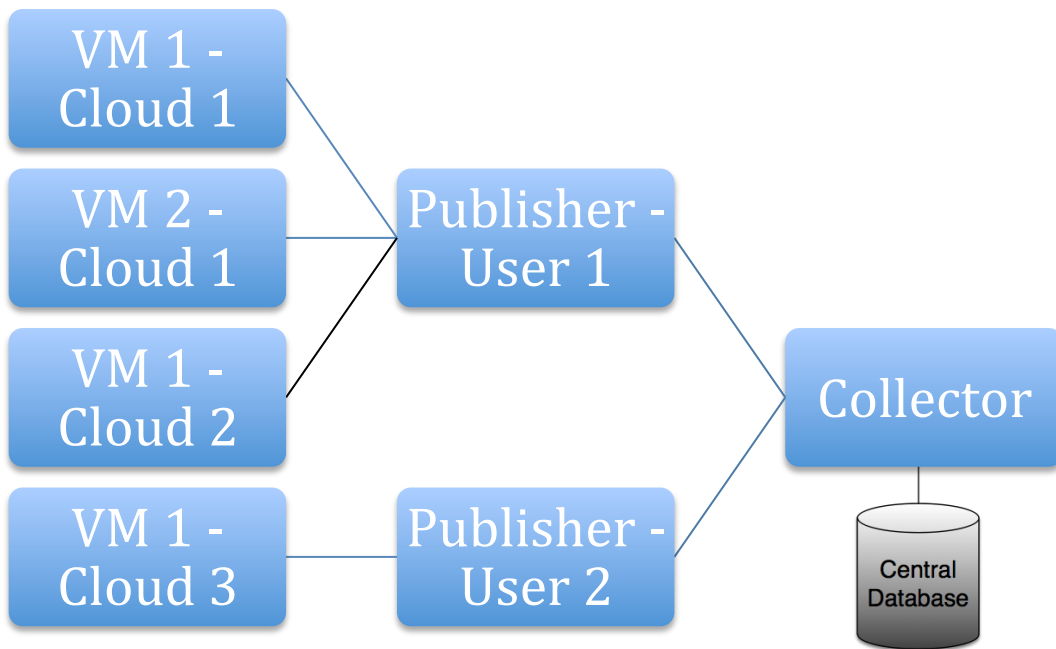 VM 1 -
Cloud 1
VM 2 -
Cloud 1
VM 1 -
Cloud 2
VM 1 -
Cloud 3
Publisher -
User 1
Publisher -
User 2
Collector
Central
Database